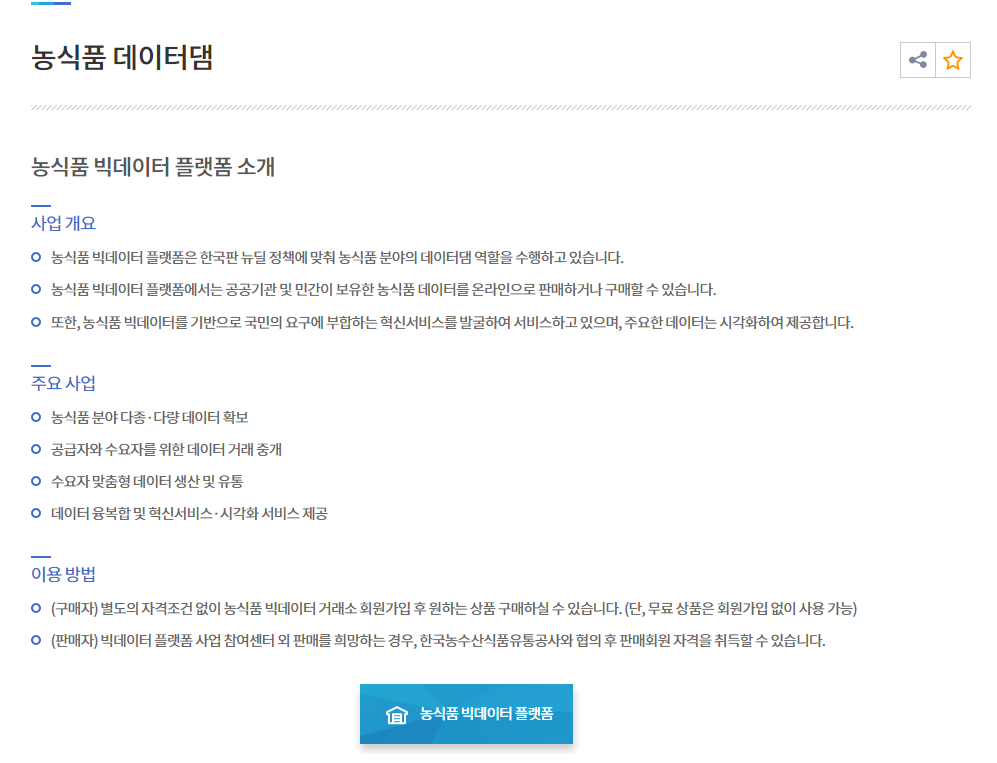 농식품 데이터댐
농식품 빅데이터 플랫폼 소개
사업 개요
농식품 빅데이터 플랫폼은 한국판 뉴딜 정책에 맞춰 농식품 분야의 데이터댐 역할을 수행하고 있습니다.
농식품 빅데이터 플랫폼에서는 공공기관 및 민간이 보유한 농식품 데이터를 온라인으로 판매하거나 구매할 수 있습니다.
또한, 농식품 빅데이터를 기반으로 국민의 요구에 부합하는 혁신서비스를 발굴하여 서비스하고 있으며, 주요한 데이터는 시각화하여 제공합니다.
주요 사업
농식품 분야 다종·다량 데이터 확보
공급자와 수요자를 위한 데이터 거래 중개
수요자 맞춤형 데이터 생산 및 유통
데이터 융복합 및 혁신서비스·시각화 서비스 제공
이용 방법
(구매자) 별도의 자격조건 없이 농식품 빅데이터 거래소 회원가입 후 원하는 상품 구매하실 수 있습니다. (단, 무료 상품은 회원가입 없이 사용 가능)
(판매자) 빅데이터 플랫폼 사업 참여센터 외 판매를 희망하는 경우, 한국농수산식품유통공사와 협의 후 판매회원 자격을 취득할 수 있습니다.
농식품 빅데이터 플랫폼